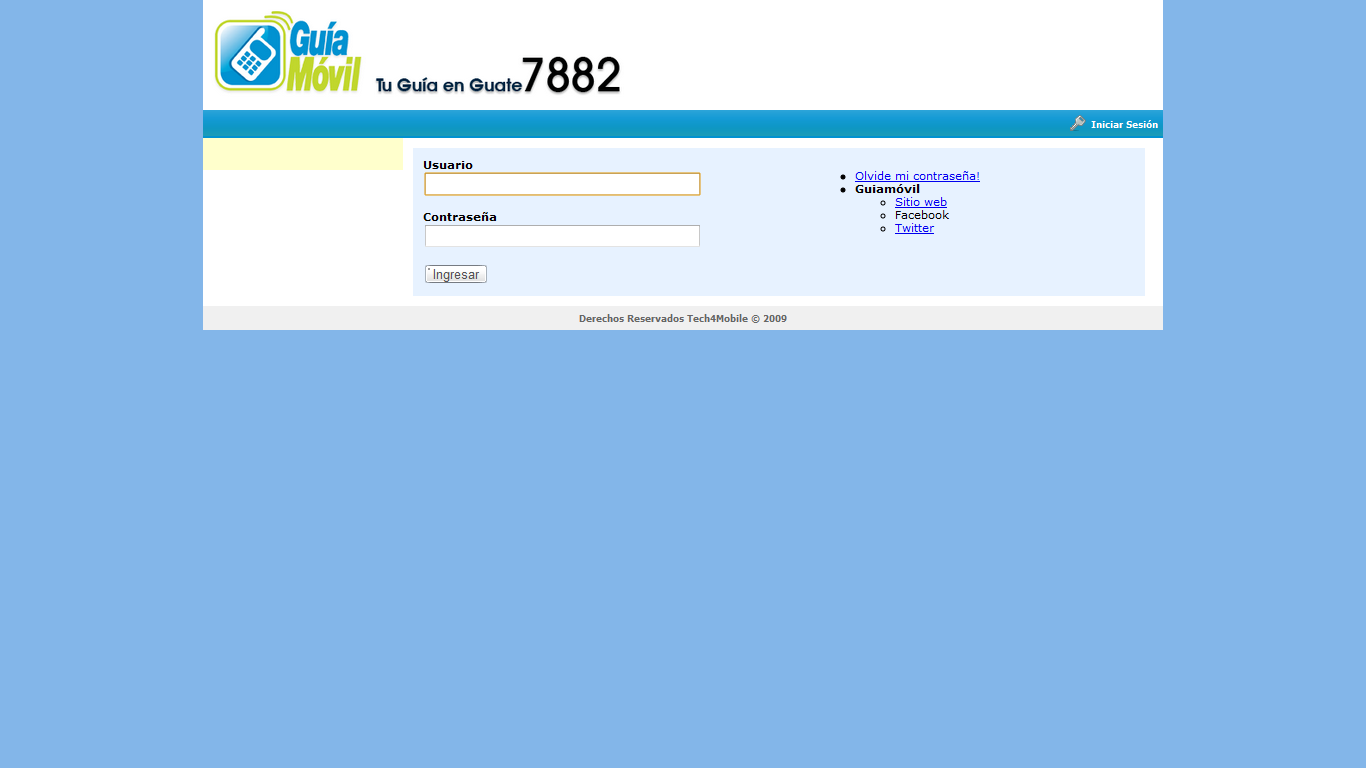 Guía
Móvil
Tu Guía en Guate 7882
Iniciar Sesión
Usuario
Contraseña
Ingresar
Olvide mi contraseña!
Guiamóvil
Sitio web
Facebook
Twitter
Derechos Reservados Tech4Mobile © 2009